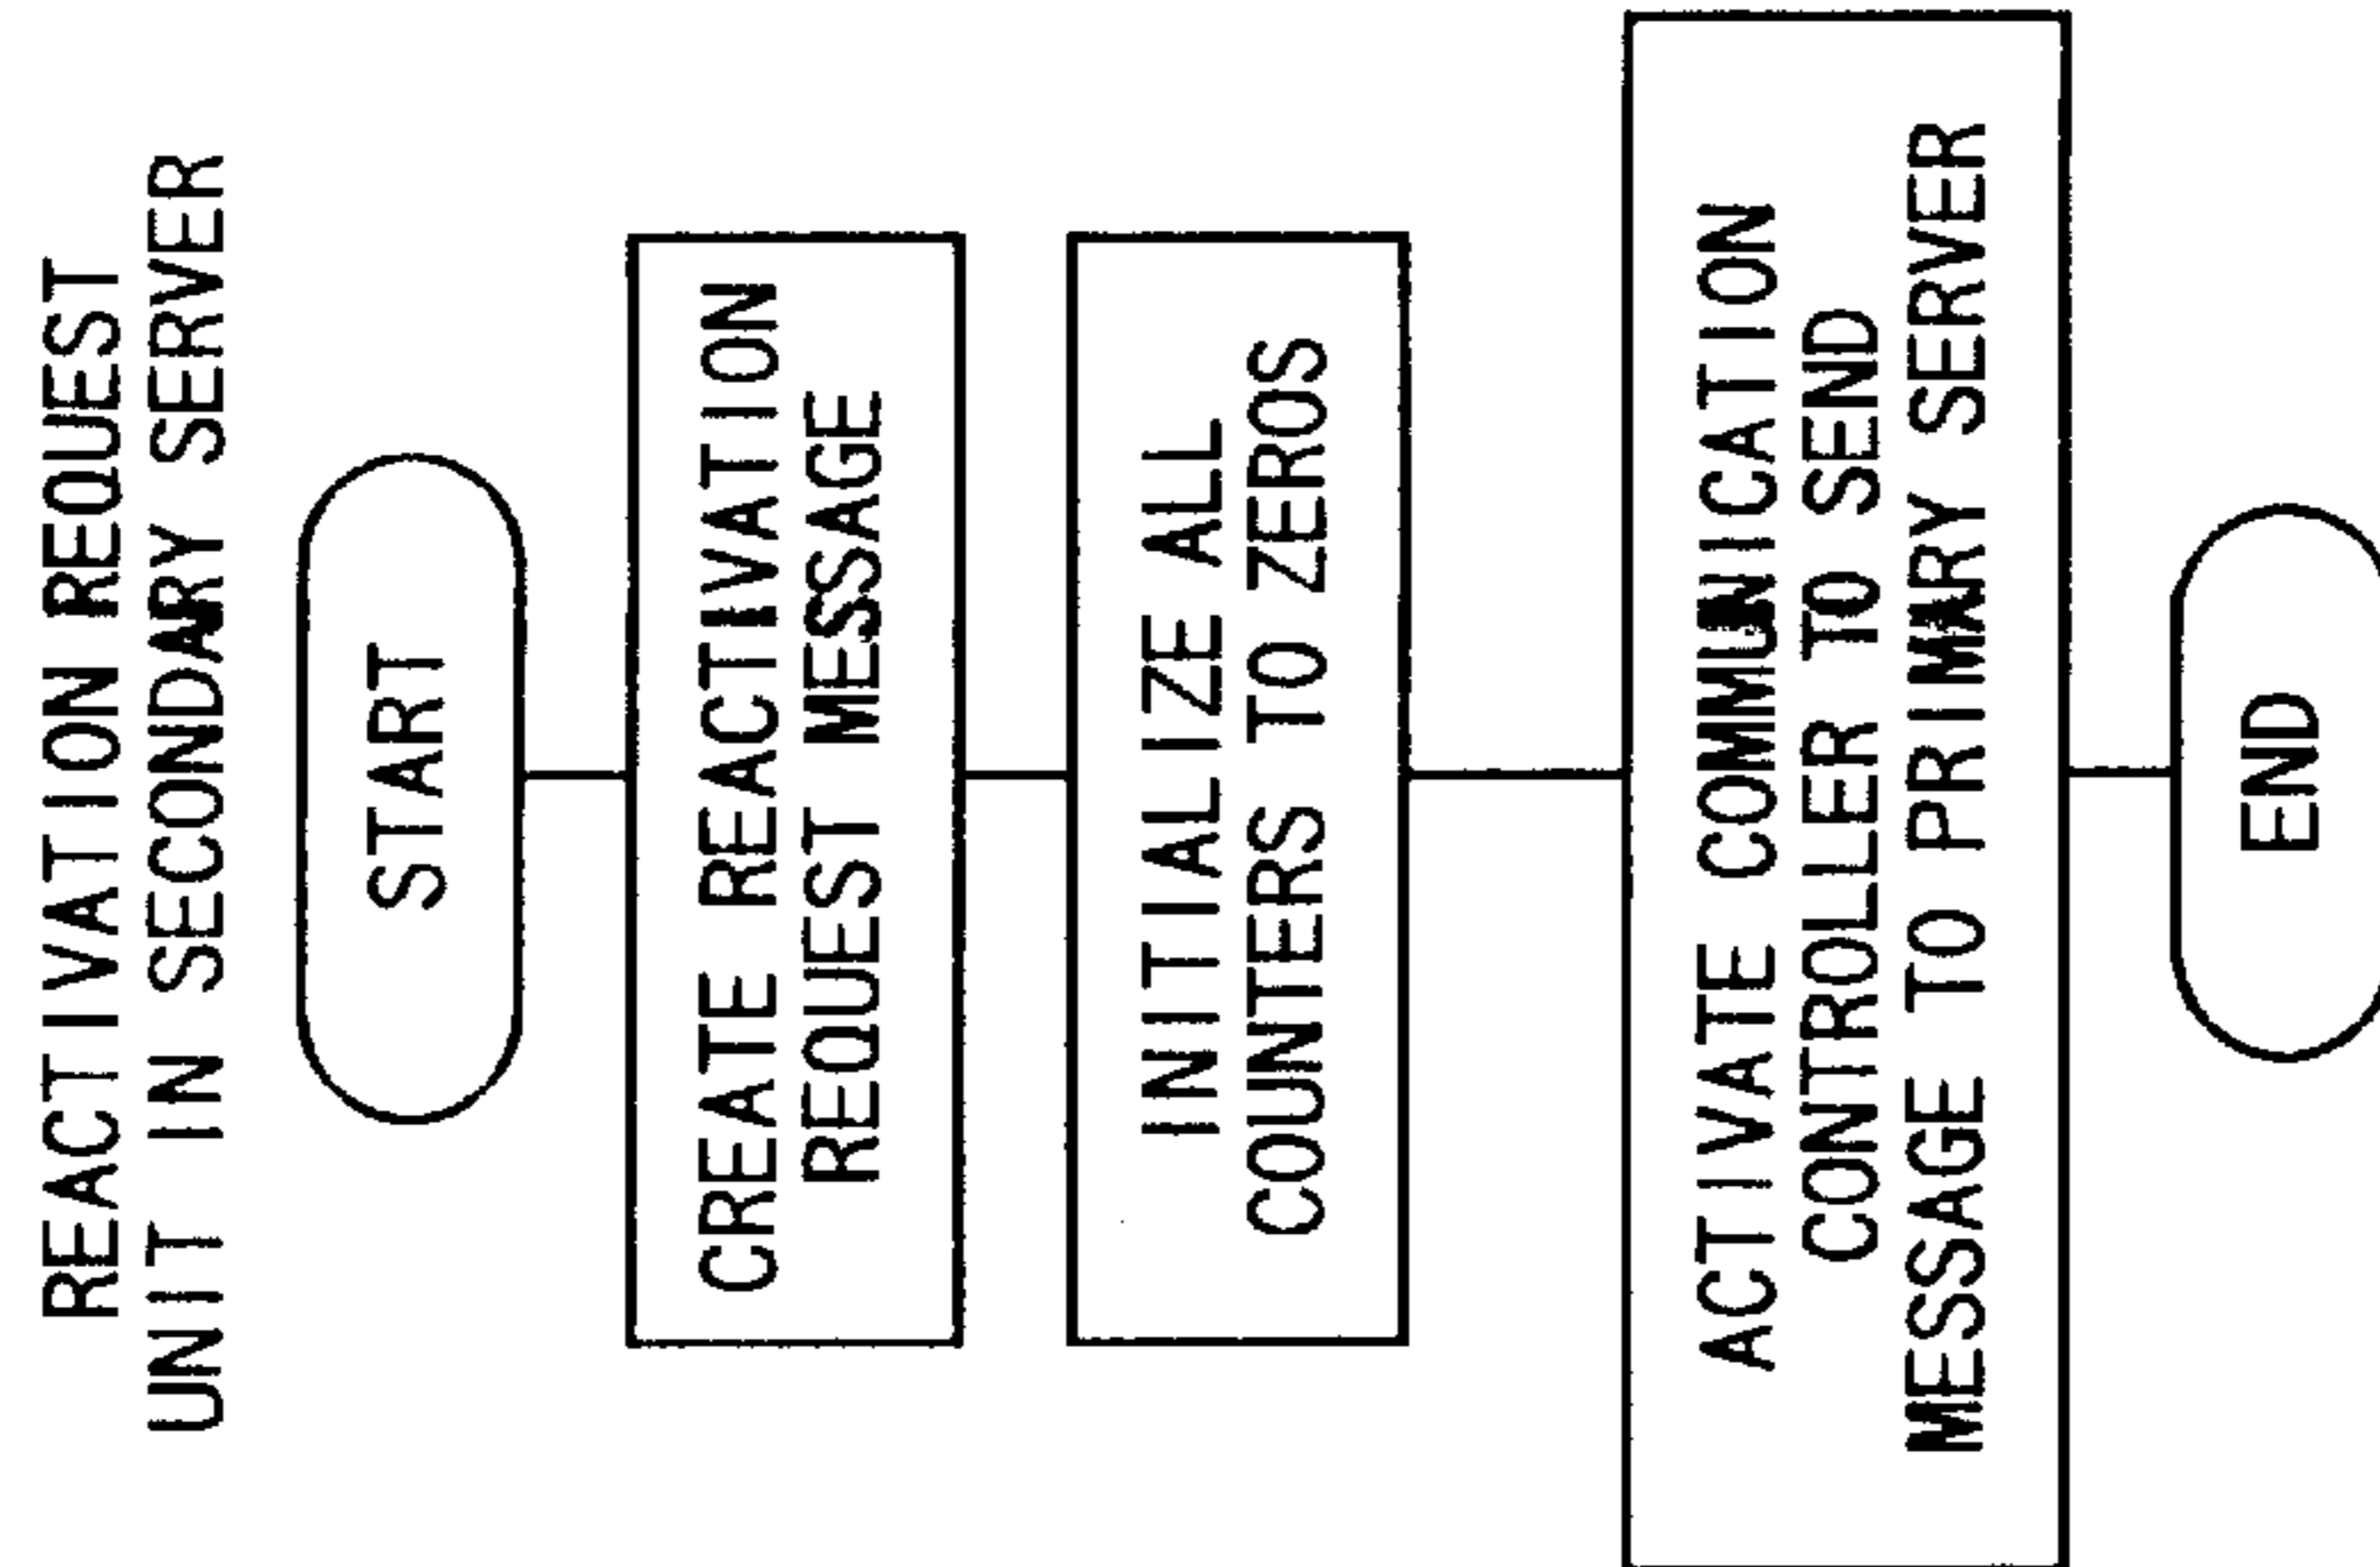 REACTIVATION REQUEST
UNIT IN SECONDARY SERVER
START
CREATE REACTIVATION
REQUEST MESSAGE
INITIALIZE ALL
COUNTERS TO ZEROS
ACTIVATE COMMUNICATION
CONTROLLER TO SEND
MESSAGE TO PRIMARY SERVER
END